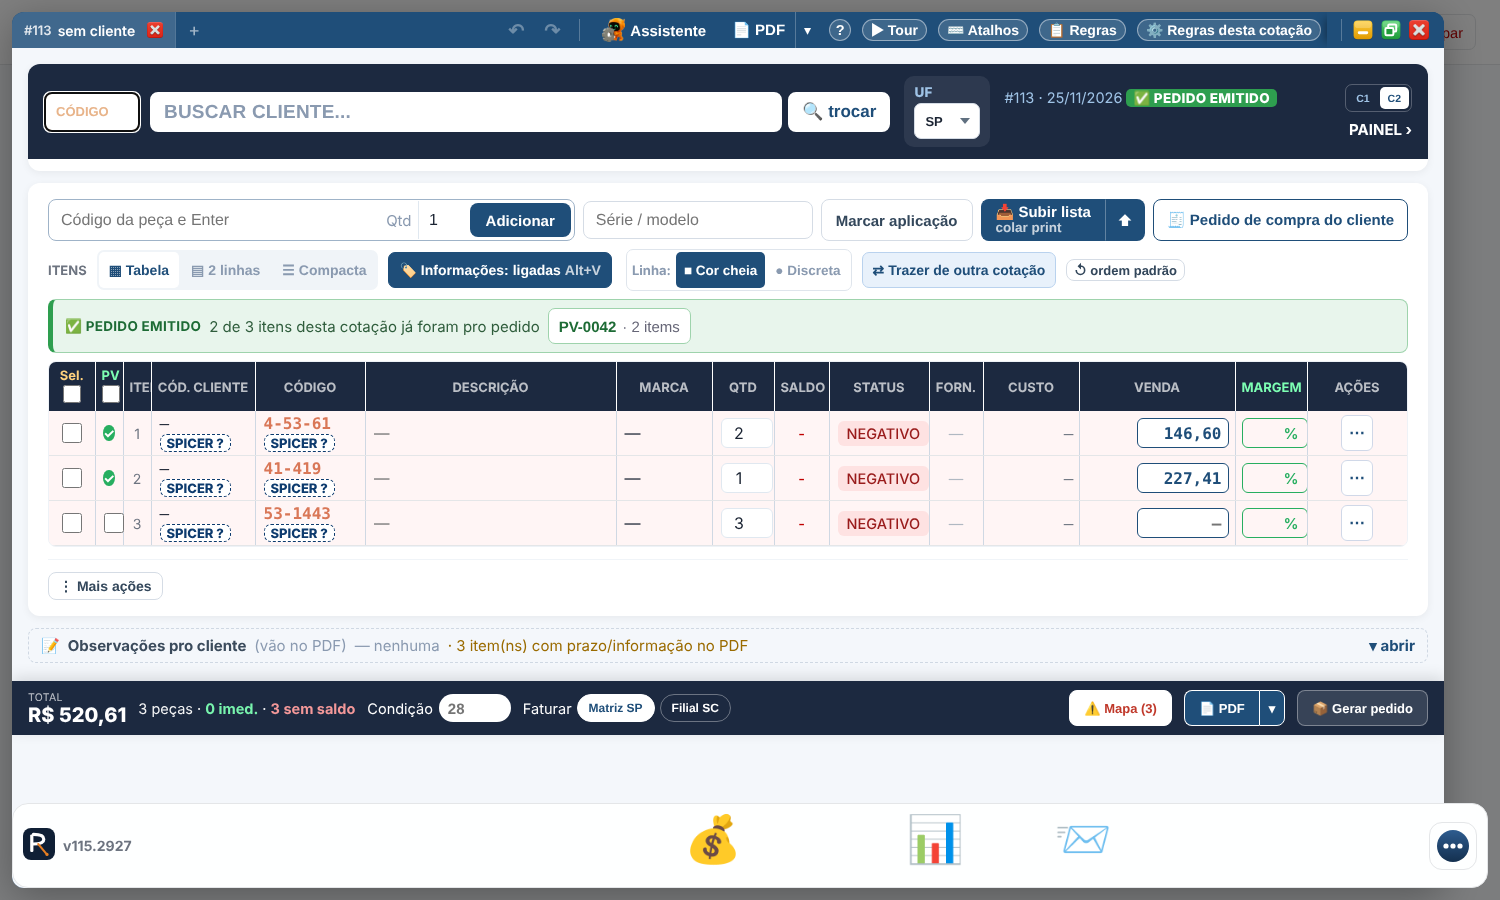 #113 sem cliente
+
Assistente
PDF
?
Tour
Atalhos
Regras
Regras desta cotação
par
CÓDIGO
BUSCAR CLIENTE...
trocar
UF
SP
#113 · 25/11/2026 PEDIDO EMITIDO
C1 C2
PAINEL ›
Código da peça e Enter
Qtd 1
Adicionar
Série / modelo
Marcar aplicação
Subir lista
colar print
Pedido de compra do cliente
ITENS
Tabela
2 linhas
Compacta
Informações: ligadas Alt+V
Linha:
Cor cheia
Discreta
Trazer de outra cotação
ordem padrão
PEDIDO EMITIDO 2 de 3 itens desta cotação já foram pro pedido PV-0042 · 2 items
Sel. PV ITE CÓD. CLIENTE CÓDIGO DESCRIÇÃO MARCA QTD SALDO STATUS FORN. CUSTO VENDA MARGEM AÇÕES
1 — 4-53-61 — — 2 - NEGATIVO — — 146,60 % ...
SPICER ? SPICER ?
2 — 41-419 — — 1 - NEGATIVO — — 227,41 % ...
SPICER ? SPICER ?
3 — 53-1443 — — 3 - NEGATIVO — — — % ...
SPICER ? SPICER ?
⋮ Mais ações
Observações pro cliente (vão no PDF) — nenhuma · 3 item(ns) com prazo/informação no PDF
▾ abrir
TOTAL
R$ 520,61
3 peças · 0 imed. · 3 sem saldo
Condição 28
Faturar Matriz SP Filial SC
Mapa (3)
PDF
Gerar pedido
R v115.2927